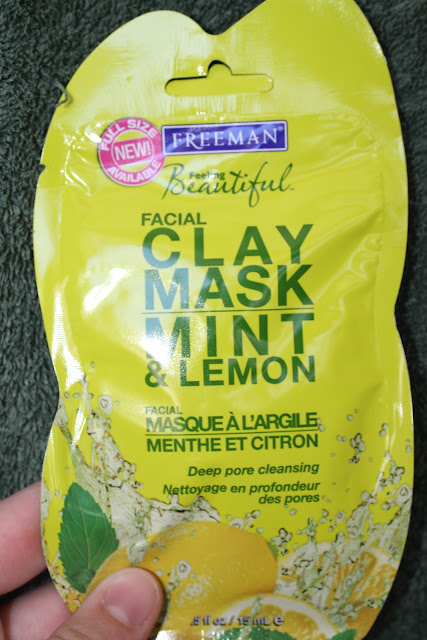 FULL SIZE
NEW!
AVAILABLE
FREEMAN
Feeling
Beautiful™
FACIAL
CLAY
MASK
MINT
& LEMON
FACIAL
MASQUE À L'ARGILE
MENTHE ET CITRON
Deep pore cleansing
Nettoyage en profondeur
des pores
.5 fl oz / 15 mL e